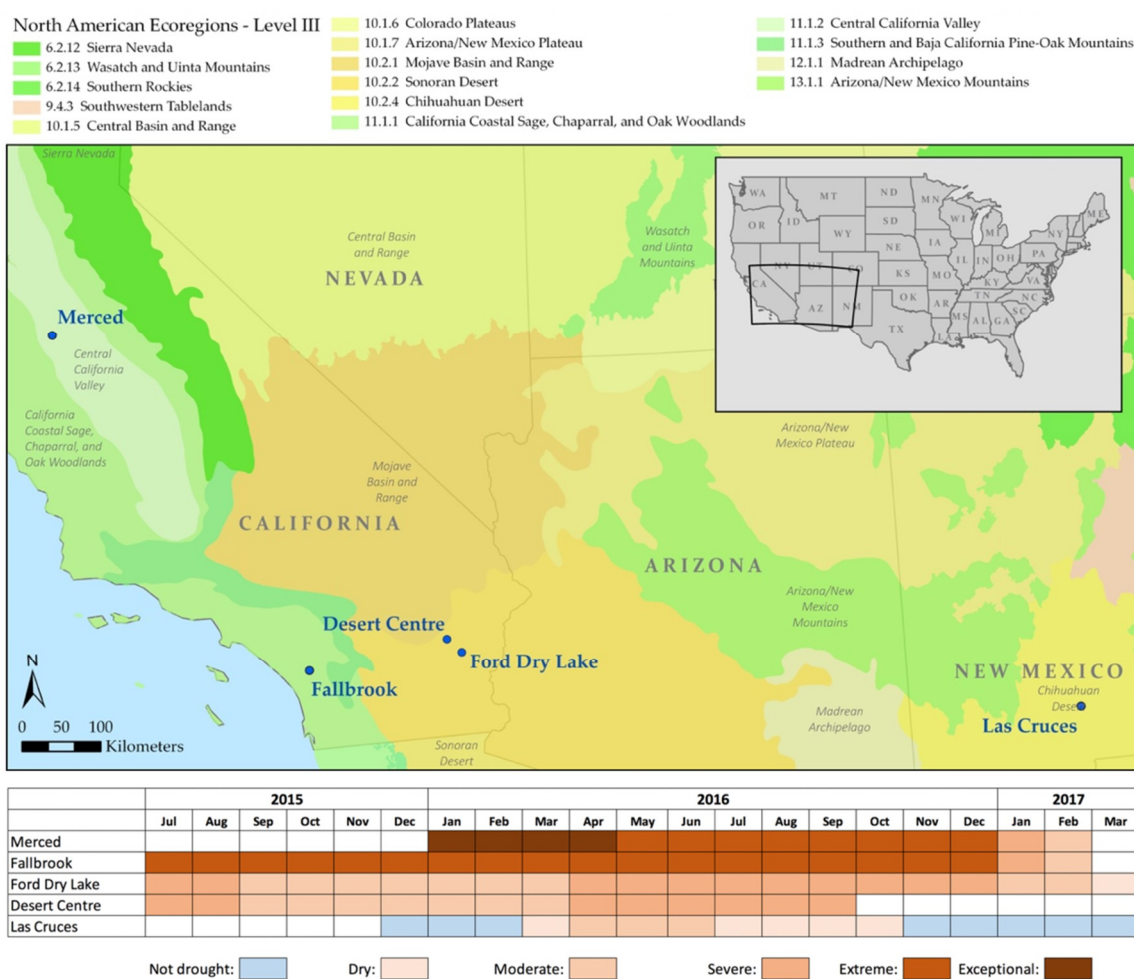 North American Ecoregions - Level III
6.2.12 Sierra Nevada
6.2.13 Wasatch and Uinta Mountains
6.2.14 Southern Rockies
9.4.3 Southwestern Tablelands
10.1.5 Central Basin and Range
10.1.6 Colorado Plateaus
10.1.7 Arizona/New Mexico Plateau
10.2.1 Mojave Basin and Range
10.2.2 Sonoran Desert
10.2.4 Chihuahuan Desert
11.1.1 California Coastal Sage, Chaparral, and Oak Woodlands
11.1.2 Central California Valley
11.1.3 Southern and Baja California Pine-Oak Mountains
12.1.1 Madrean Archipelago
13.1.1 Arizona/New Mexico Mountains
Sierra Nevada
Central Basin
and Range
NEVADA
Wasatch
and Uinta
Mountains
Merced
Central
California
Valley
California
Coastal Sage,
Chaparral, and
Oak Woodlands
Mojave
Basin and
Range
CALIFORNIA
Arizona/New
Mexico Plateau
ARIZONA
Arizona/New
Mexico
Mountains
Desert Centre
Ford Dry Lake
Fallbrook
NEW MEXICO
Chihuahuan
Dese
Las Cruces
Madrean
Archipelago
Sonoran
Desert
N
0 50 100
Kilometers
WA MT ND MN ME
OR ID SD WI MI NY
WY IA PA
NE IL IN OH
NV UT CO KS MO KY VA
CA OK AR TN NC
AZ NM SC
TX MS AL GA
LA
2015 2016 2017
Jul Aug Sep Oct Nov Dec Jan Feb Mar Apr May Jun Jul Aug Sep Oct Nov Dec Jan Feb Mar
Merced
Fallbrook
Ford Dry Lake
Desert Centre
Las Cruces
Not drought: Dry: Moderate: Severe: Extreme: Exceptional: